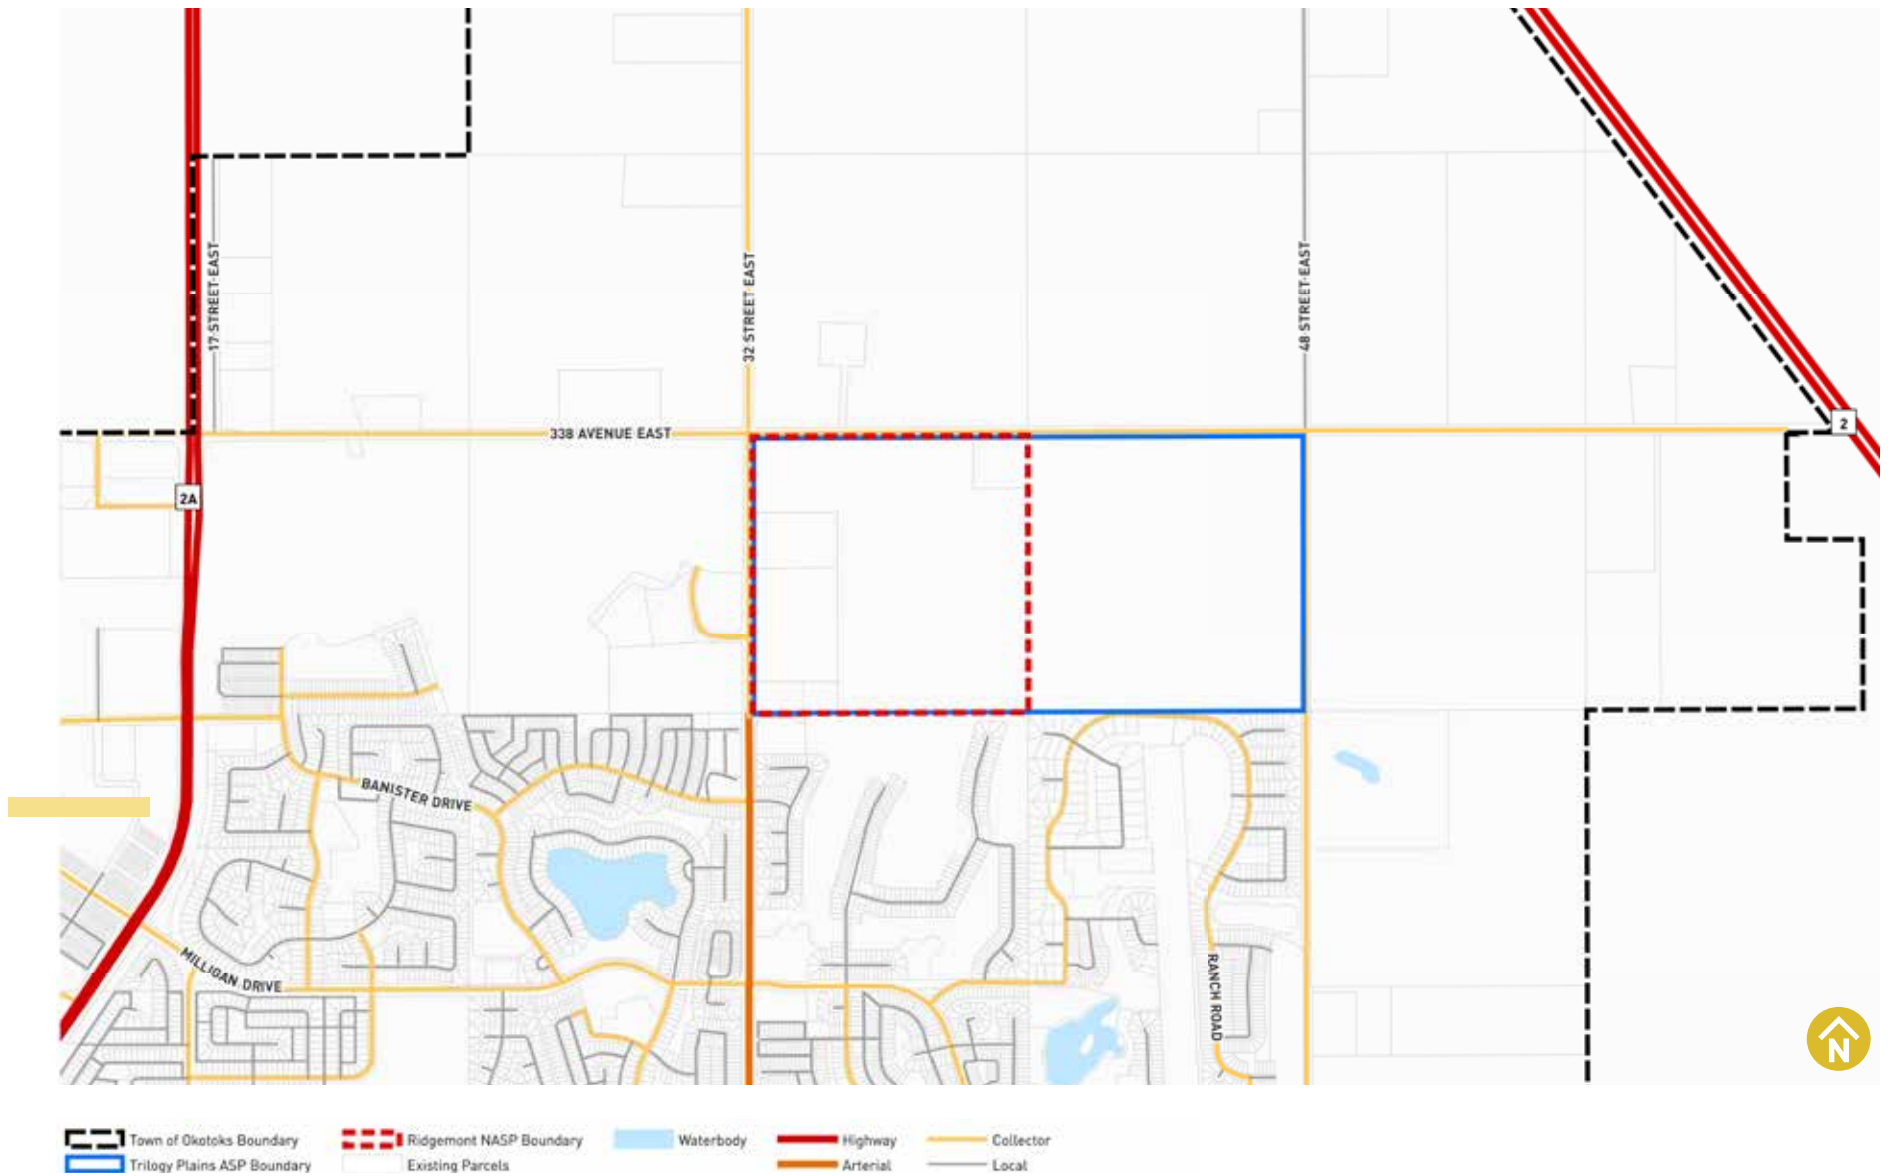 17 STREET EAST
32 STREET EAST
48 STREET EAST
338 AVENUE EAST
2
2A
BANISTER DRIVE
MILLIGAN DRIVE
RANCH ROAD
N
Town of Okotoks Boundary
Ridgemont NASP Boundary
Waterbody
Highway
Collector
Trilogy Plains ASP Boundary
Existing Parcels
Arterial
Local